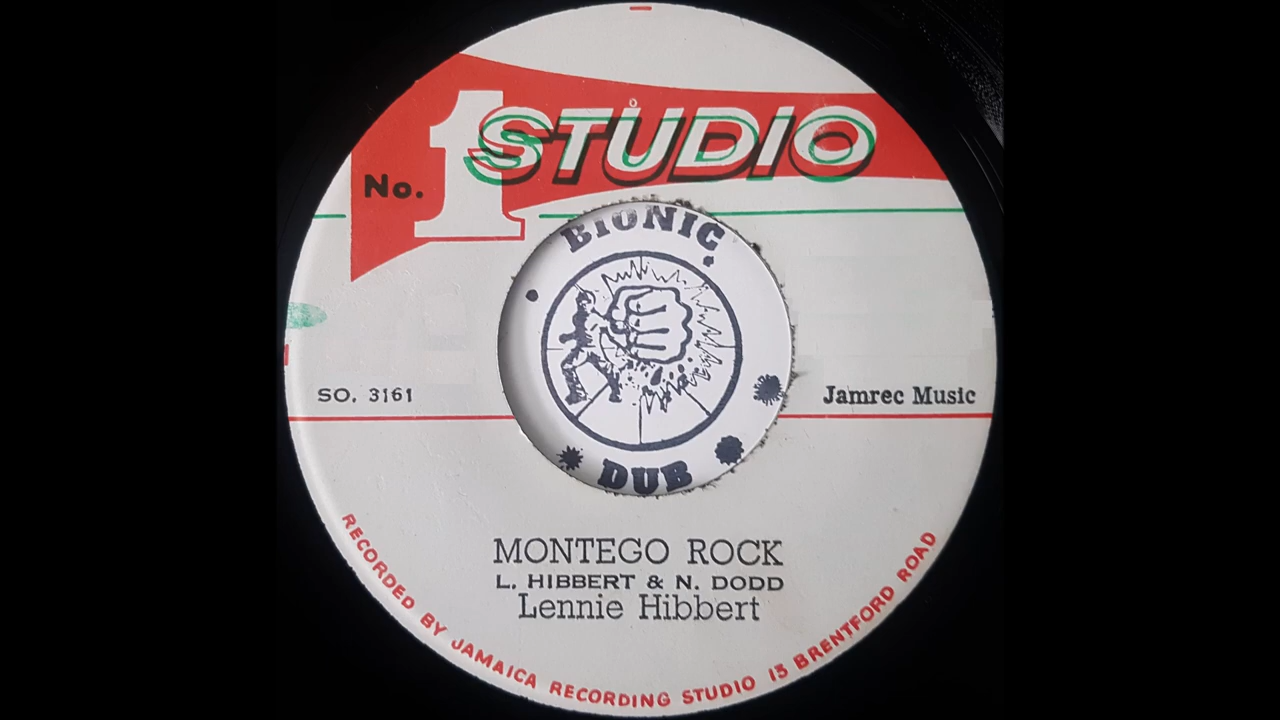 No. 1 STUDIO
BIONIC
DUB
SO. 3161
Jamrec Music
MONTEGO ROCK
L. HIBBERT & N. DODD
Lennie Hibbert
RECORDED BY JAMAICA RECORDING STUDIO 13 BRENTFORD ROAD